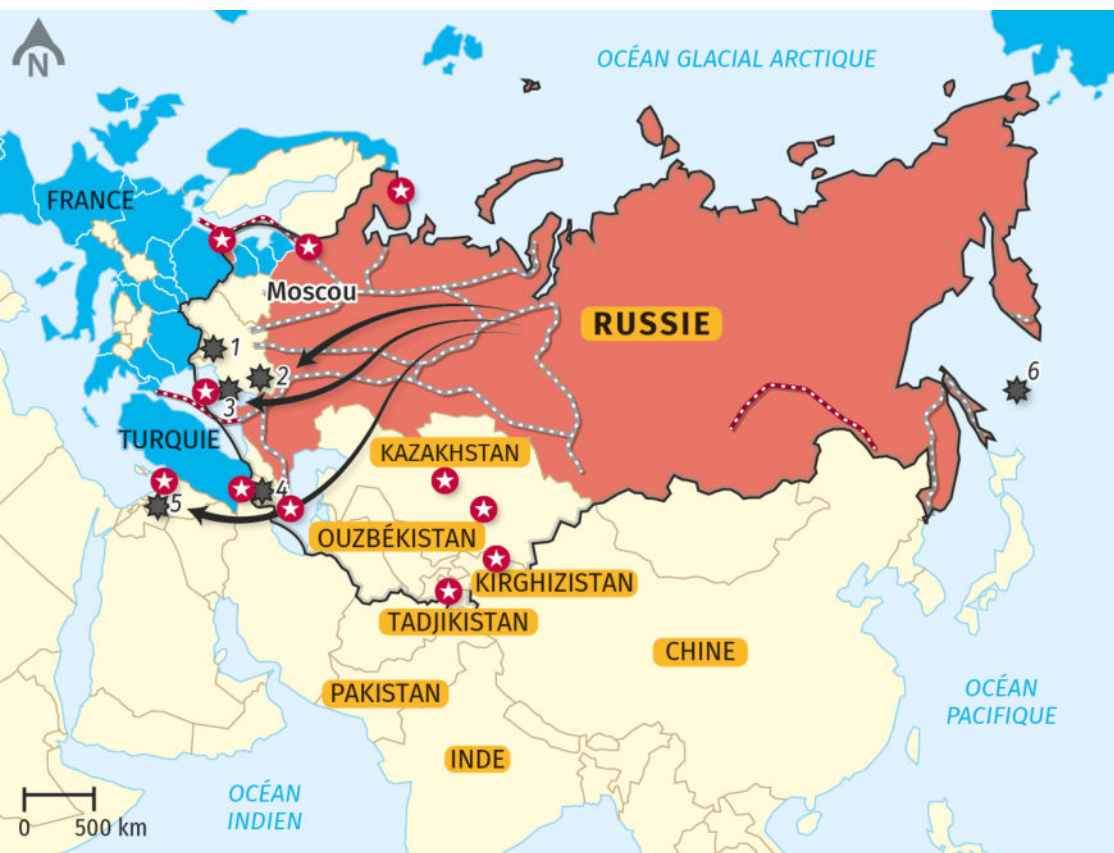 N
OCÉAN GLACIAL ARCTIQUE
FRANCE
Moscou
RUSSIE
1
2
3
6
TURQUIE
KAZAKHSTAN
4
5
OUZBÉKISTAN
KIRGHIZISTAN
TADJIKISTAN
CHINE
PAKISTAN
OCÉAN
PACIFIQUE
INDE
OCÉAN
INDIEN
0 500 km